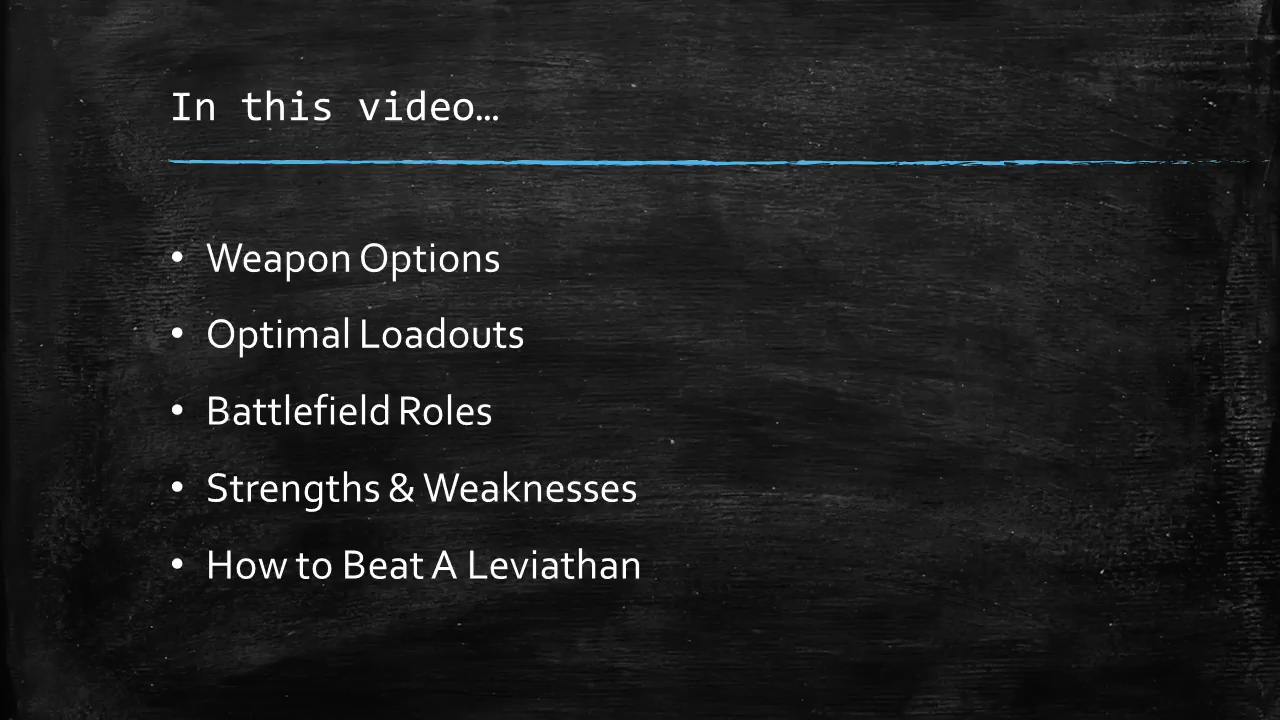 In this video…
• Weapon Options
• Optimal Loadouts
• Battlefield Roles
• Strengths & Weaknesses
• How to Beat A Leviathan